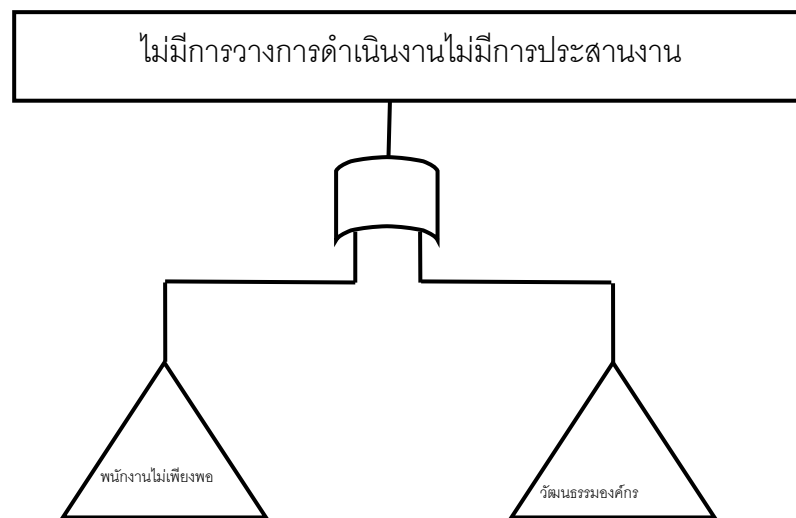 ไม่มีการวางการดำเนินงานไม่มีการประสานงาน
พนักงานไม่เพียงพอ
วัฒนธรรมองค์กร